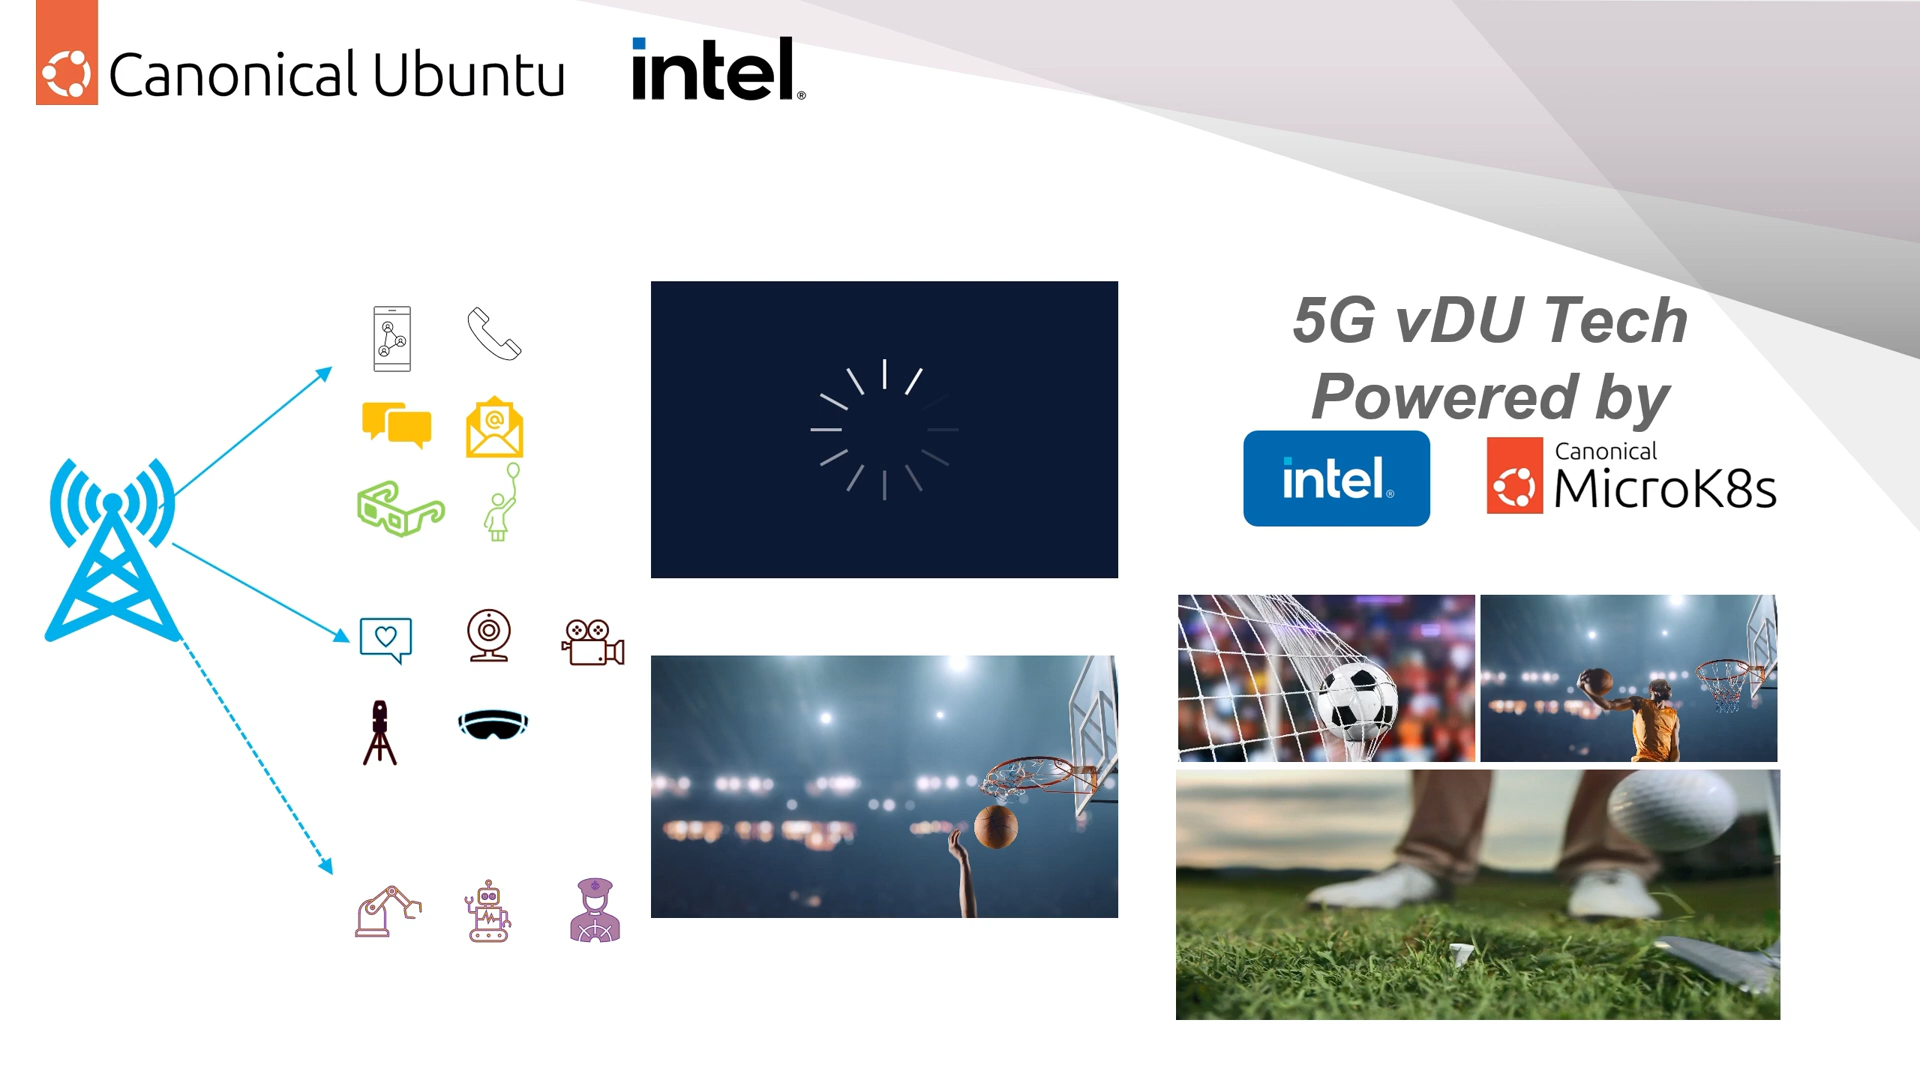 Canonical Ubuntu
intel®
5G vDU Tech
Powered by
intel®
Canonical
MicroK8s
@